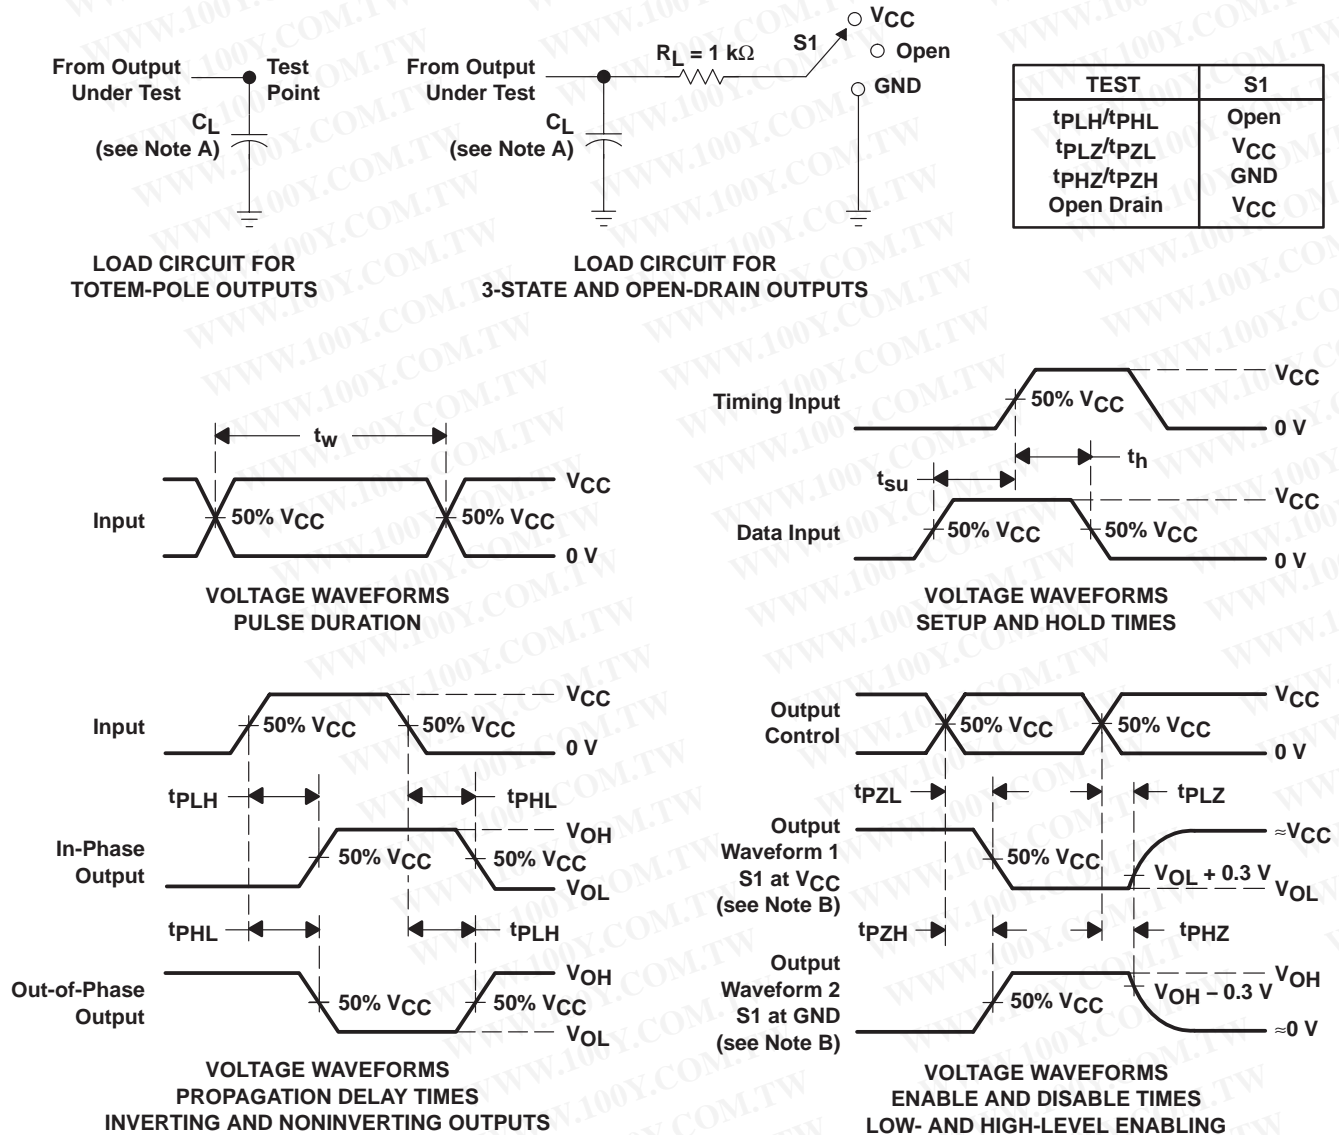 From Output
Under Test
Test
Point
CL
(see Note A)
LOAD CIRCUIT FOR
TOTEM-POLE OUTPUTS
From Output
Under Test
RL = 1 kΩ
S1
VCC
Open
GND
CL
(see Note A)
LOAD CIRCUIT FOR
3-STATE AND OPEN-DRAIN OUTPUTS
TEST S1
tPLH/tPHL Open
tPLZ/tPZL VCC
tPHZ/tPZH GND
Open Drain VCC
tw
Input
50% VCC
50% VCC
VCC
0 V
VOLTAGE WAVEFORMS
PULSE DURATION
Timing Input
50% VCC
VCC
0 V
th
tsu
Data Input
50% VCC
50% VCC
VCC
0 V
VOLTAGE WAVEFORMS
SETUP AND HOLD TIMES
Input
50% VCC
50% VCC
VCC
0 V
tPLH
tPHL
In-Phase
Output
50% VCC
50% VCC
VOH
VOL
tPHL
tPLH
Out-of-Phase
Output
50% VCC
50% VCC
VOH
VOL
VOLTAGE WAVEFORMS
PROPAGATION DELAY TIMES
INVERTING AND NONINVERTING OUTPUTS
Output
Control
50% VCC
50% VCC
VCC
0 V
tPZL
tPLZ
Output
Waveform 1
S1 at VCC
(see Note B)
50% VCC
VOL + 0.3 V
≈VCC
VOL
tPZH
tPHZ
Output
Waveform 2
S1 at GND
(see Note B)
50% VCC
VOH − 0.3 V
VOH
≈0 V
VOLTAGE WAVEFORMS
ENABLE AND DISABLE TIMES
LOW- AND HIGH-LEVEL ENABLING
WWW.100Y.COM.TW